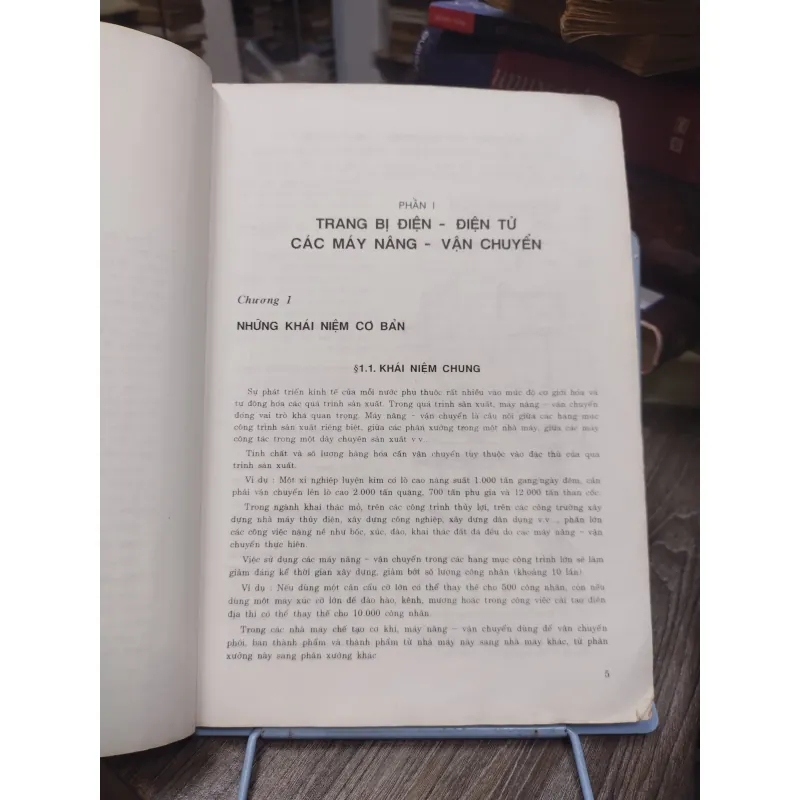 PHẦN I
TRANG BỊ ĐIỆN - ĐIỆN TỬ
CÁC MÁY NÂNG - VẬN CHUYỂN
Chương 1
NHỮNG KHÁI NIỆM CƠ BẢN
§1.1. KHÁI NIỆM CHUNG
Sự phát triển kinh tế của mỗi nước phụ thuộc rất nhiều vào mức độ cơ giới hóa và
tự động hóa các quá trình sản xuất. Trong quá trình sản xuất, máy nâng – vận chuyển
đóng vai trò khá quan trọng. Máy nâng – vận chuyển là cầu nối giữa các hạng mục
công trình sản xuất riêng biệt, giữa các phân xưởng trong một nhà máy, giữa các máy
công tác trong một dây chuyền sản xuất v.v...
Tính chất và số lượng hàng hóa cần vận chuyển tùy thuộc vào đặc thù của quá
trình sản xuất.
Ví dụ : Một xí nghiệp luyện kim có lò cao năng suất 1.000 tấn gang/ngày đêm, cần
phải vận chuyển lên lò cao 2.000 tấn quặng, 700 tấn phụ gia và 12.000 tấn than cốc.
Trong ngành khai thác mỏ, trên các công trình thủy lợi, trên các công trường xây
dựng nhà máy thủy điện, xây dựng công nghiệp, xây dựng dân dụng v.v..., phần lớn
các công việc nặng nề như bốc, xúc, đào, khai thác đất đá đều do các máy nâng – vận
chuyển thực hiện.
Việc sử dụng các máy nâng – vận chuyển trong các hạng mục công trình lớn sẽ làm
giảm đáng kể thời gian xây dựng, giảm bớt số lượng công nhân (khoảng 10 lần).
Ví dụ : Nếu dùng một cần cẩu cỡ lớn có thể thay thế cho 500 công nhân, còn nếu
dùng một máy xúc cỡ lớn để đào hào, kênh, mương hoặc trong công việc cải tạo điền
địa thì có thể thay thế cho 10.000 công nhân.
Trong các nhà máy chế tạo cơ khí, máy nâng – vận chuyển dùng để vận chuyển
phôi, bán thành phẩm và thành phẩm từ nhà máy này sang nhà máy khác, từ phân
xưởng này sang phân xưởng khác.
5